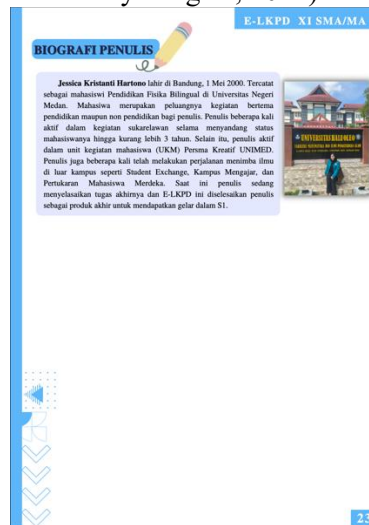 E-LKPD XI SMA/MA
BIOGRAFI PENULIS
Jessica Kristanti Hartono lahir di Bandung, 1 Mei 2000. Tercatat
sebagai mahasiswi Pendidikan Fisika Bilingual di Universitas Negeri
Medan. Mahasiwa merupakan peluangnya kegiatan bertema
pendidikan maupun non pendidikan bagi penulis. Penulis beberapa kali
aktif dalam kegiatan sukarelawan selama menyandang status
mahasiswanya hingga kurang lebih 3 tahun. Selain itu, penulis aktif
dalam unit kegiatan mahasiswa (UKM) Persma Kreatif UNIMED.
Penulis juga beberapa kali telah melakukan perjalanan menimba ilmu
di luar kampus seperti Student Exchange, Kampus Mengajar, dan
Pertukaran Mahasiswa Merdeka. Saat ini penulis sedang
menyelasaikan tugas akhirnya dan E-LKPD ini diselesaikan penulis
sebagai produk akhir untuk mendapatkan gelar dalam S1.
UNIVERSITAS HALU OLEO
23